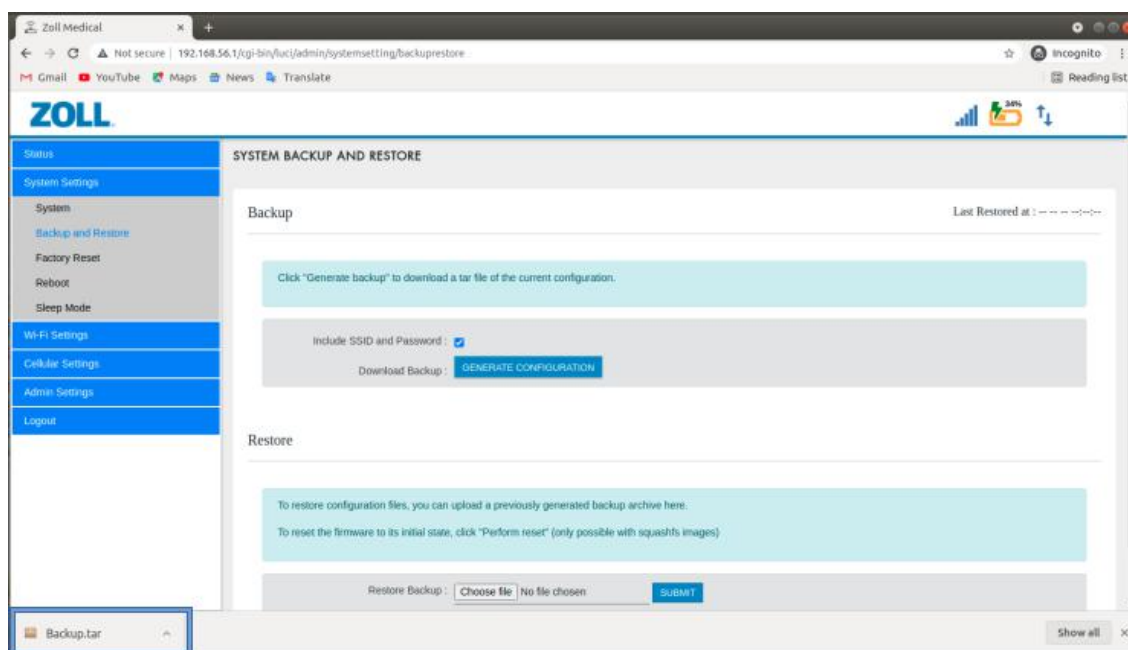 Zoll Medical × +
Not secure | 192.168.56.1/cgi-bin/luci/admin/systemsetting/backuprestore Incognito
Gmail YouTube Maps News Translate Reading list
ZOLL 34%
Status
System Settings
System
Backup and Restore
Factory Reset
Reboot
Sleep Mode
Wi-Fi Settings
Cellular Settings
Admin Settings
Logout
SYSTEM BACKUP AND RESTORE
Backup Last Restored at : -- -- -- --:--:--
Click "Generate backup" to download a tar file of the current configuration.
Include SSID and Password :
Download Backup : GENERATE CONFIGURATION
Restore
To restore configuration files, you can upload a previously generated backup archive here.
To reset the firmware to its initial state, click "Perform reset" (only possible with squashfs images)
Restore Backup : Choose file No file chosen SUBMIT
Backup.tar Show all ×